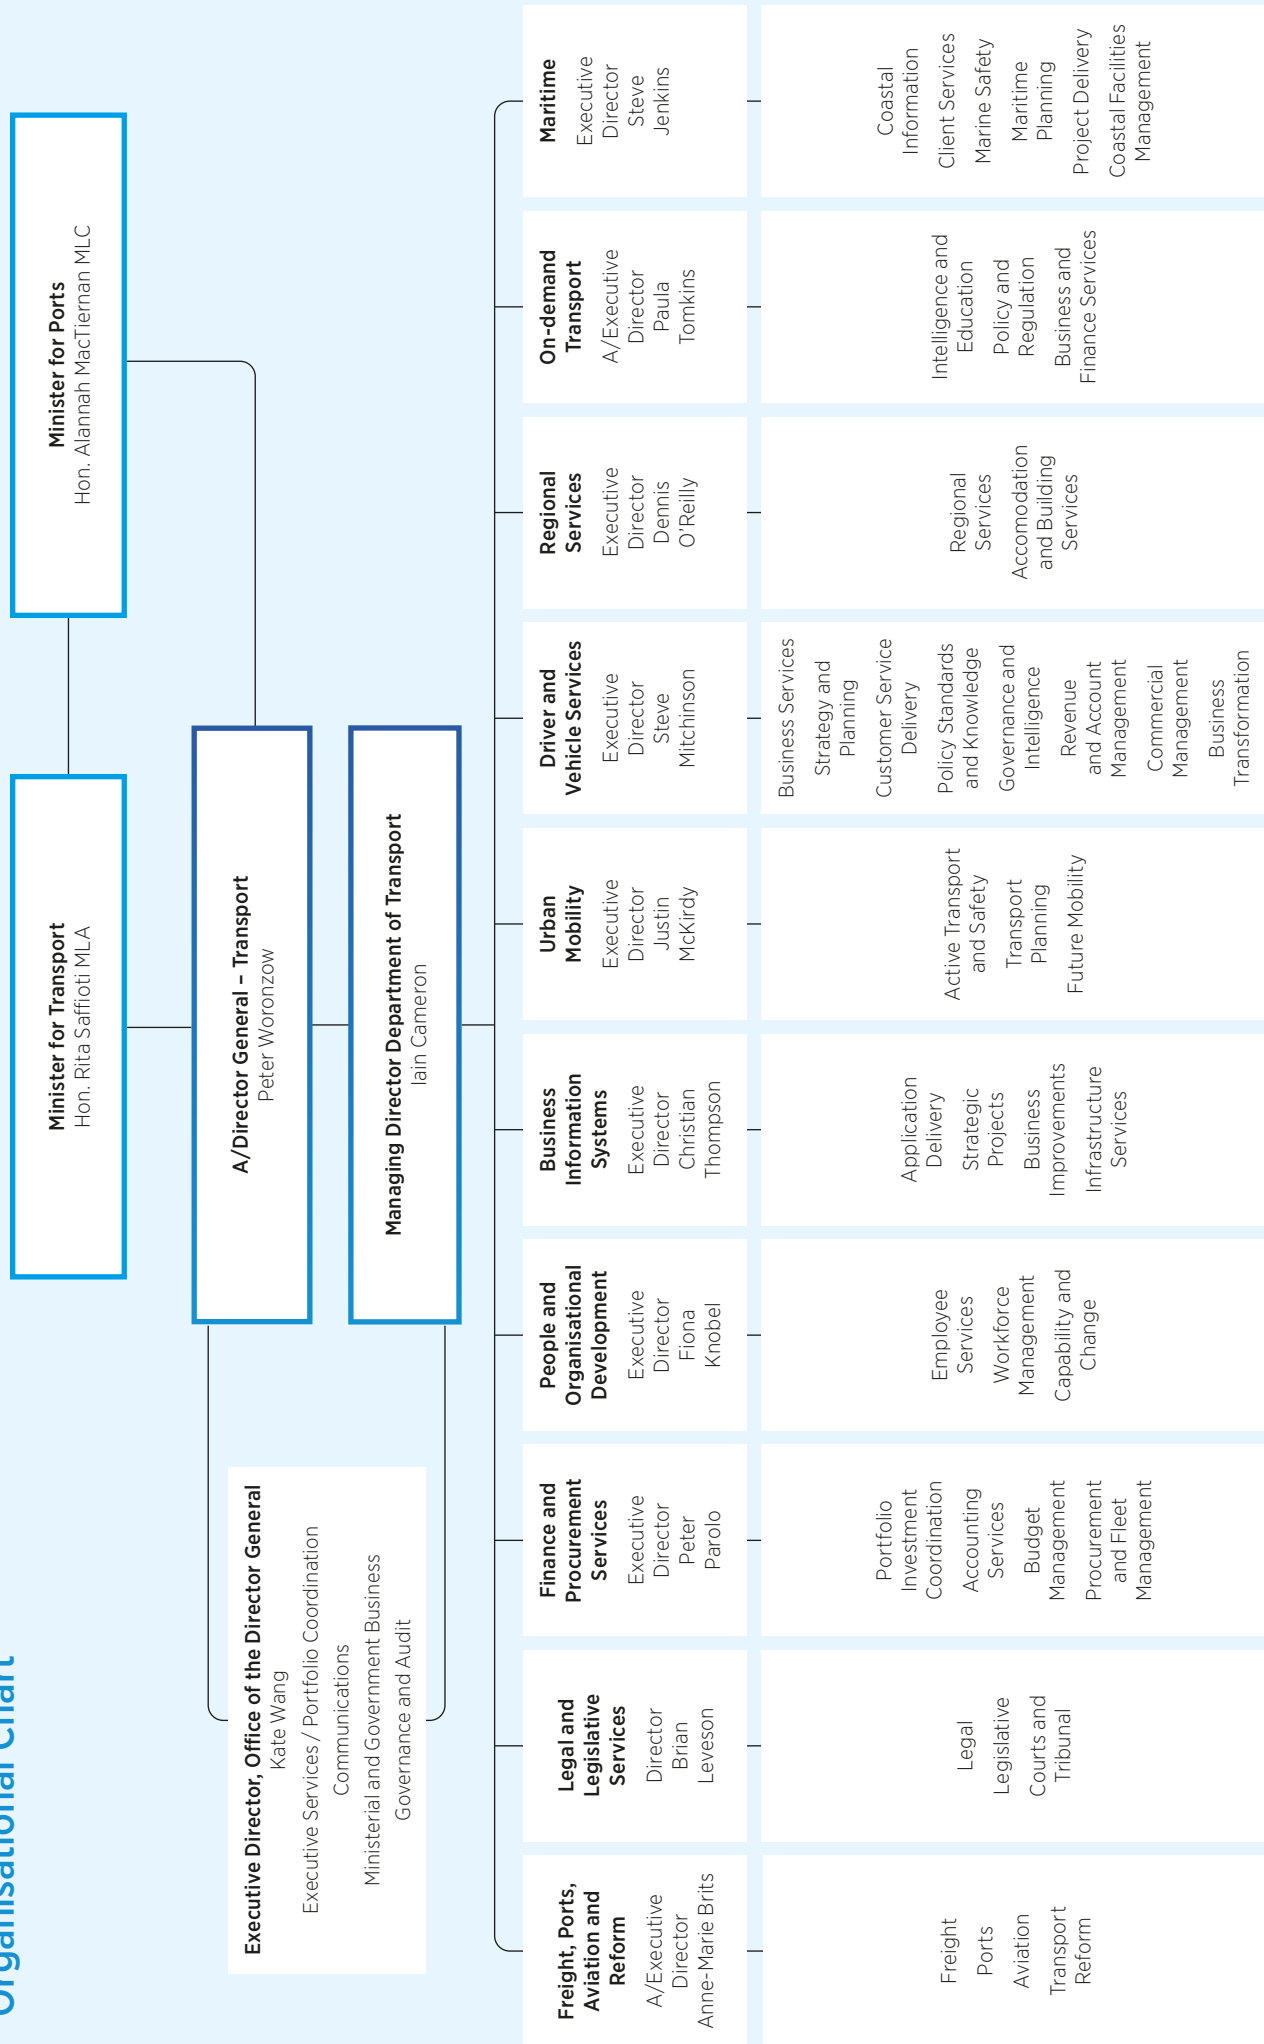 Organisational Chart
Minister for Transport
Hon. Rita Saffioti MLA
Minister for Ports
Hon. Alannah MacTiernan MLC
A/Director General – Transport
Peter Woronzow
Executive Director, Office of the Director General
Kate Wang
Executive Services / Portfolio Coordination
Communications
Ministerial and Government Business
Governance and Audit
Managing Director Department of Transport
Iain Cameron
Freight, Ports,
Aviation and
Reform
A/Executive
Director
Anne-Marie Brits
Freight
Ports
Aviation
Transport
Reform
Legal and
Legislative
Services
Director
Brian
Leveson
Legal
Legislative
Courts and
Tribunal
Finance and
Procurement
Services
Executive
Director
Peter
Parolo
Portfolio
Investment
Coordination
Accounting
Services
Budget
Management
Procurement
and Fleet
Management
People and
Organisational
Development
Executive
Director
Fiona
Knobel
Employee
Services
Workforce
Management
Capability and
Change
Business
Information
Systems
Executive
Director
Christian
Thompson
Application
Delivery
Strategic
Projects
Business
Improvements
Infrastructure
Services
Urban
Mobility
Executive
Director
Justin
McKirdy
Active Transport
and Safety
Transport
Planning
Future Mobility
Driver and
Vehicle Services
Executive
Director
Steve
Mitchinson
Business Services
Strategy and
Planning
Customer Service
Delivery
Policy Standards
and Knowledge
Governance and
Intelligence
Revenue
and Account
Management
Commercial
Management
Business
Transformation
Regional
Services
Executive
Director
Dennis
O'Reilly
Regional
Services
Accomodation
and Building
Services
On-demand
Transport
A/Executive
Director
Paula
Tomkins
Intelligence and
Education
Policy and
Regulation
Business and
Finance Services
Maritime
Executive
Director
Steve
Jenkins
Coastal
Information
Client Services
Marine Safety
Maritime
Planning
Project Delivery
Coastal Facilities
Management